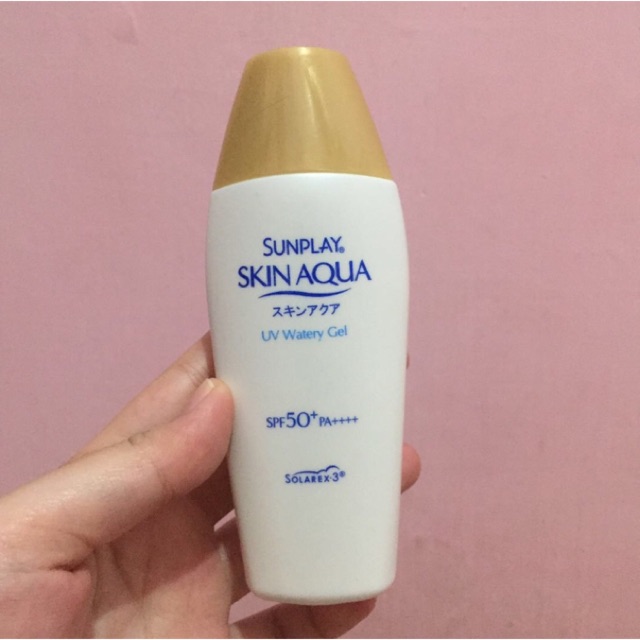 SUNPLAY®
SKIN AQUA
スキンアクア
UV Watery Gel
SPF50+ PA++++
SOLAREX-3®